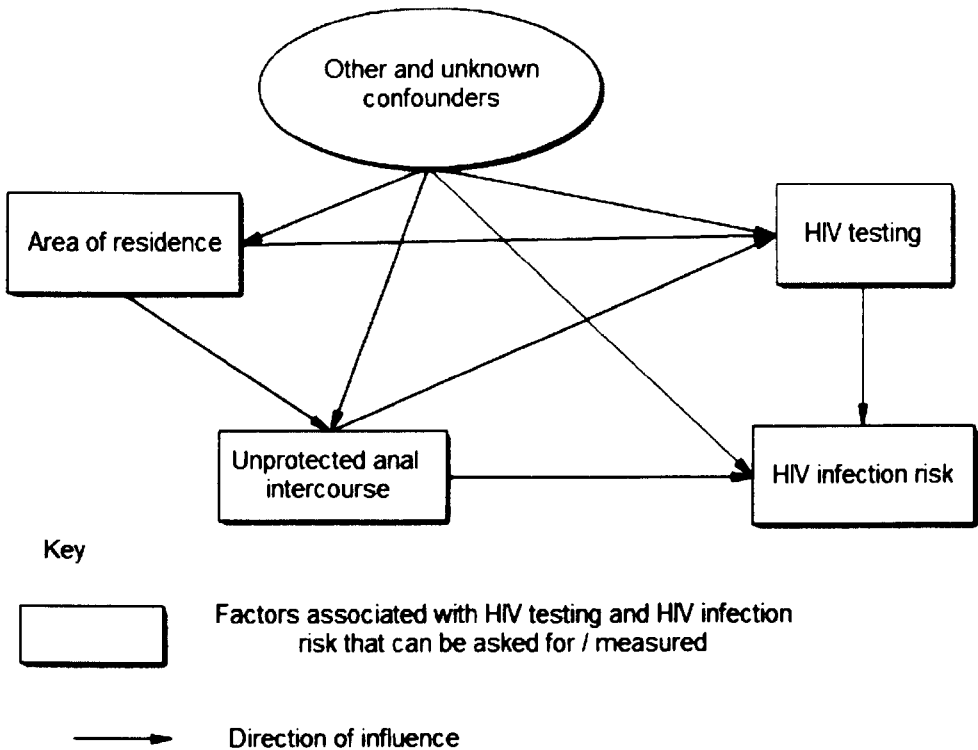 Other and unknown
confounders
Area of residence
HIV testing
Unprotected anal
intercourse
HIV infection risk
Key
Factors associated with HIV testing and HIV infection
risk that can be asked for / measured
Direction of influence